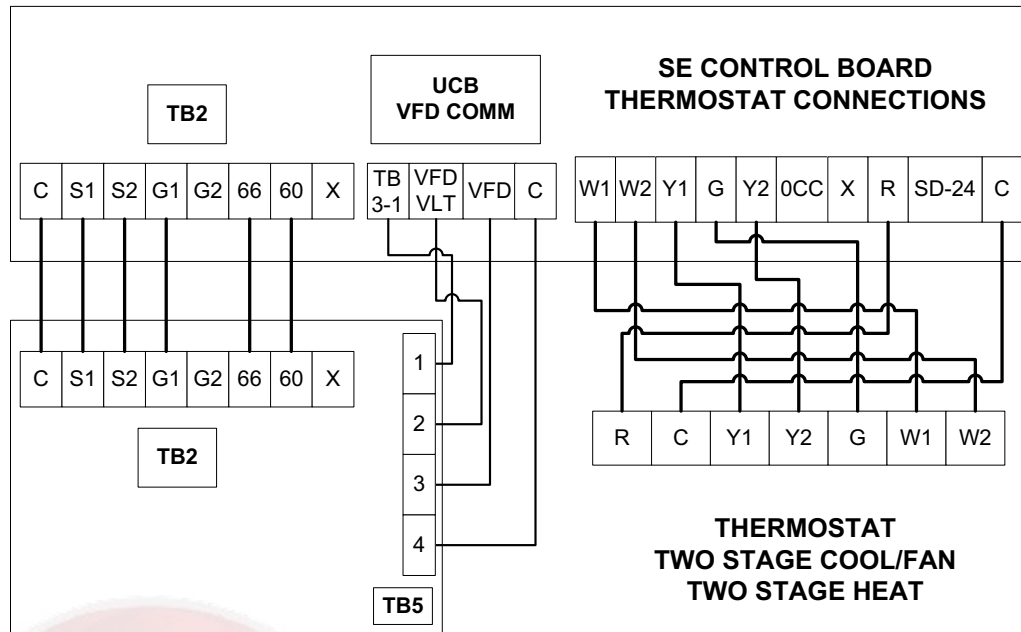 SE CONTROL BOARD
THERMOSTAT CONNECTIONS
UCB
VFD COMM
TB2
C S1 S2 G1 G2 66 60 X
TB
3-1
VFD
VLT
VFD
C
W1 W2 Y1 G Y2 0CC X R SD-24 C
C S1 S2 G1 G2 66 60 X
TB2
1
2
3
4
TB5
R C Y1 Y2 G W1 W2
THERMOSTAT
TWO STAGE COOL/FAN
TWO STAGE HEAT